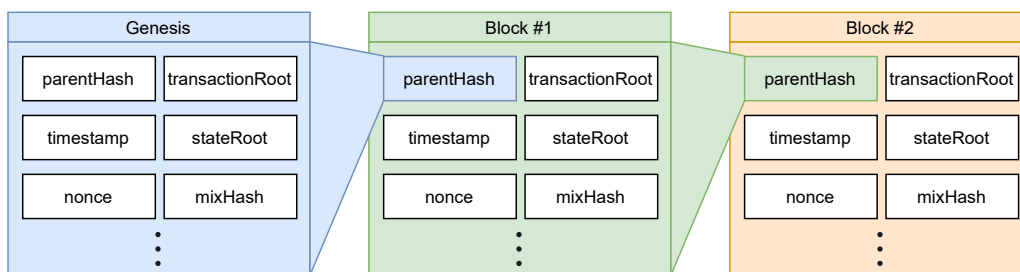 Genesis
parentHash transactionRoot
timestamp stateRoot
nonce mixHash
Block #1
parentHash transactionRoot
timestamp stateRoot
nonce mixHash
Block #2
parentHash transactionRoot
timestamp stateRoot
nonce mixHash